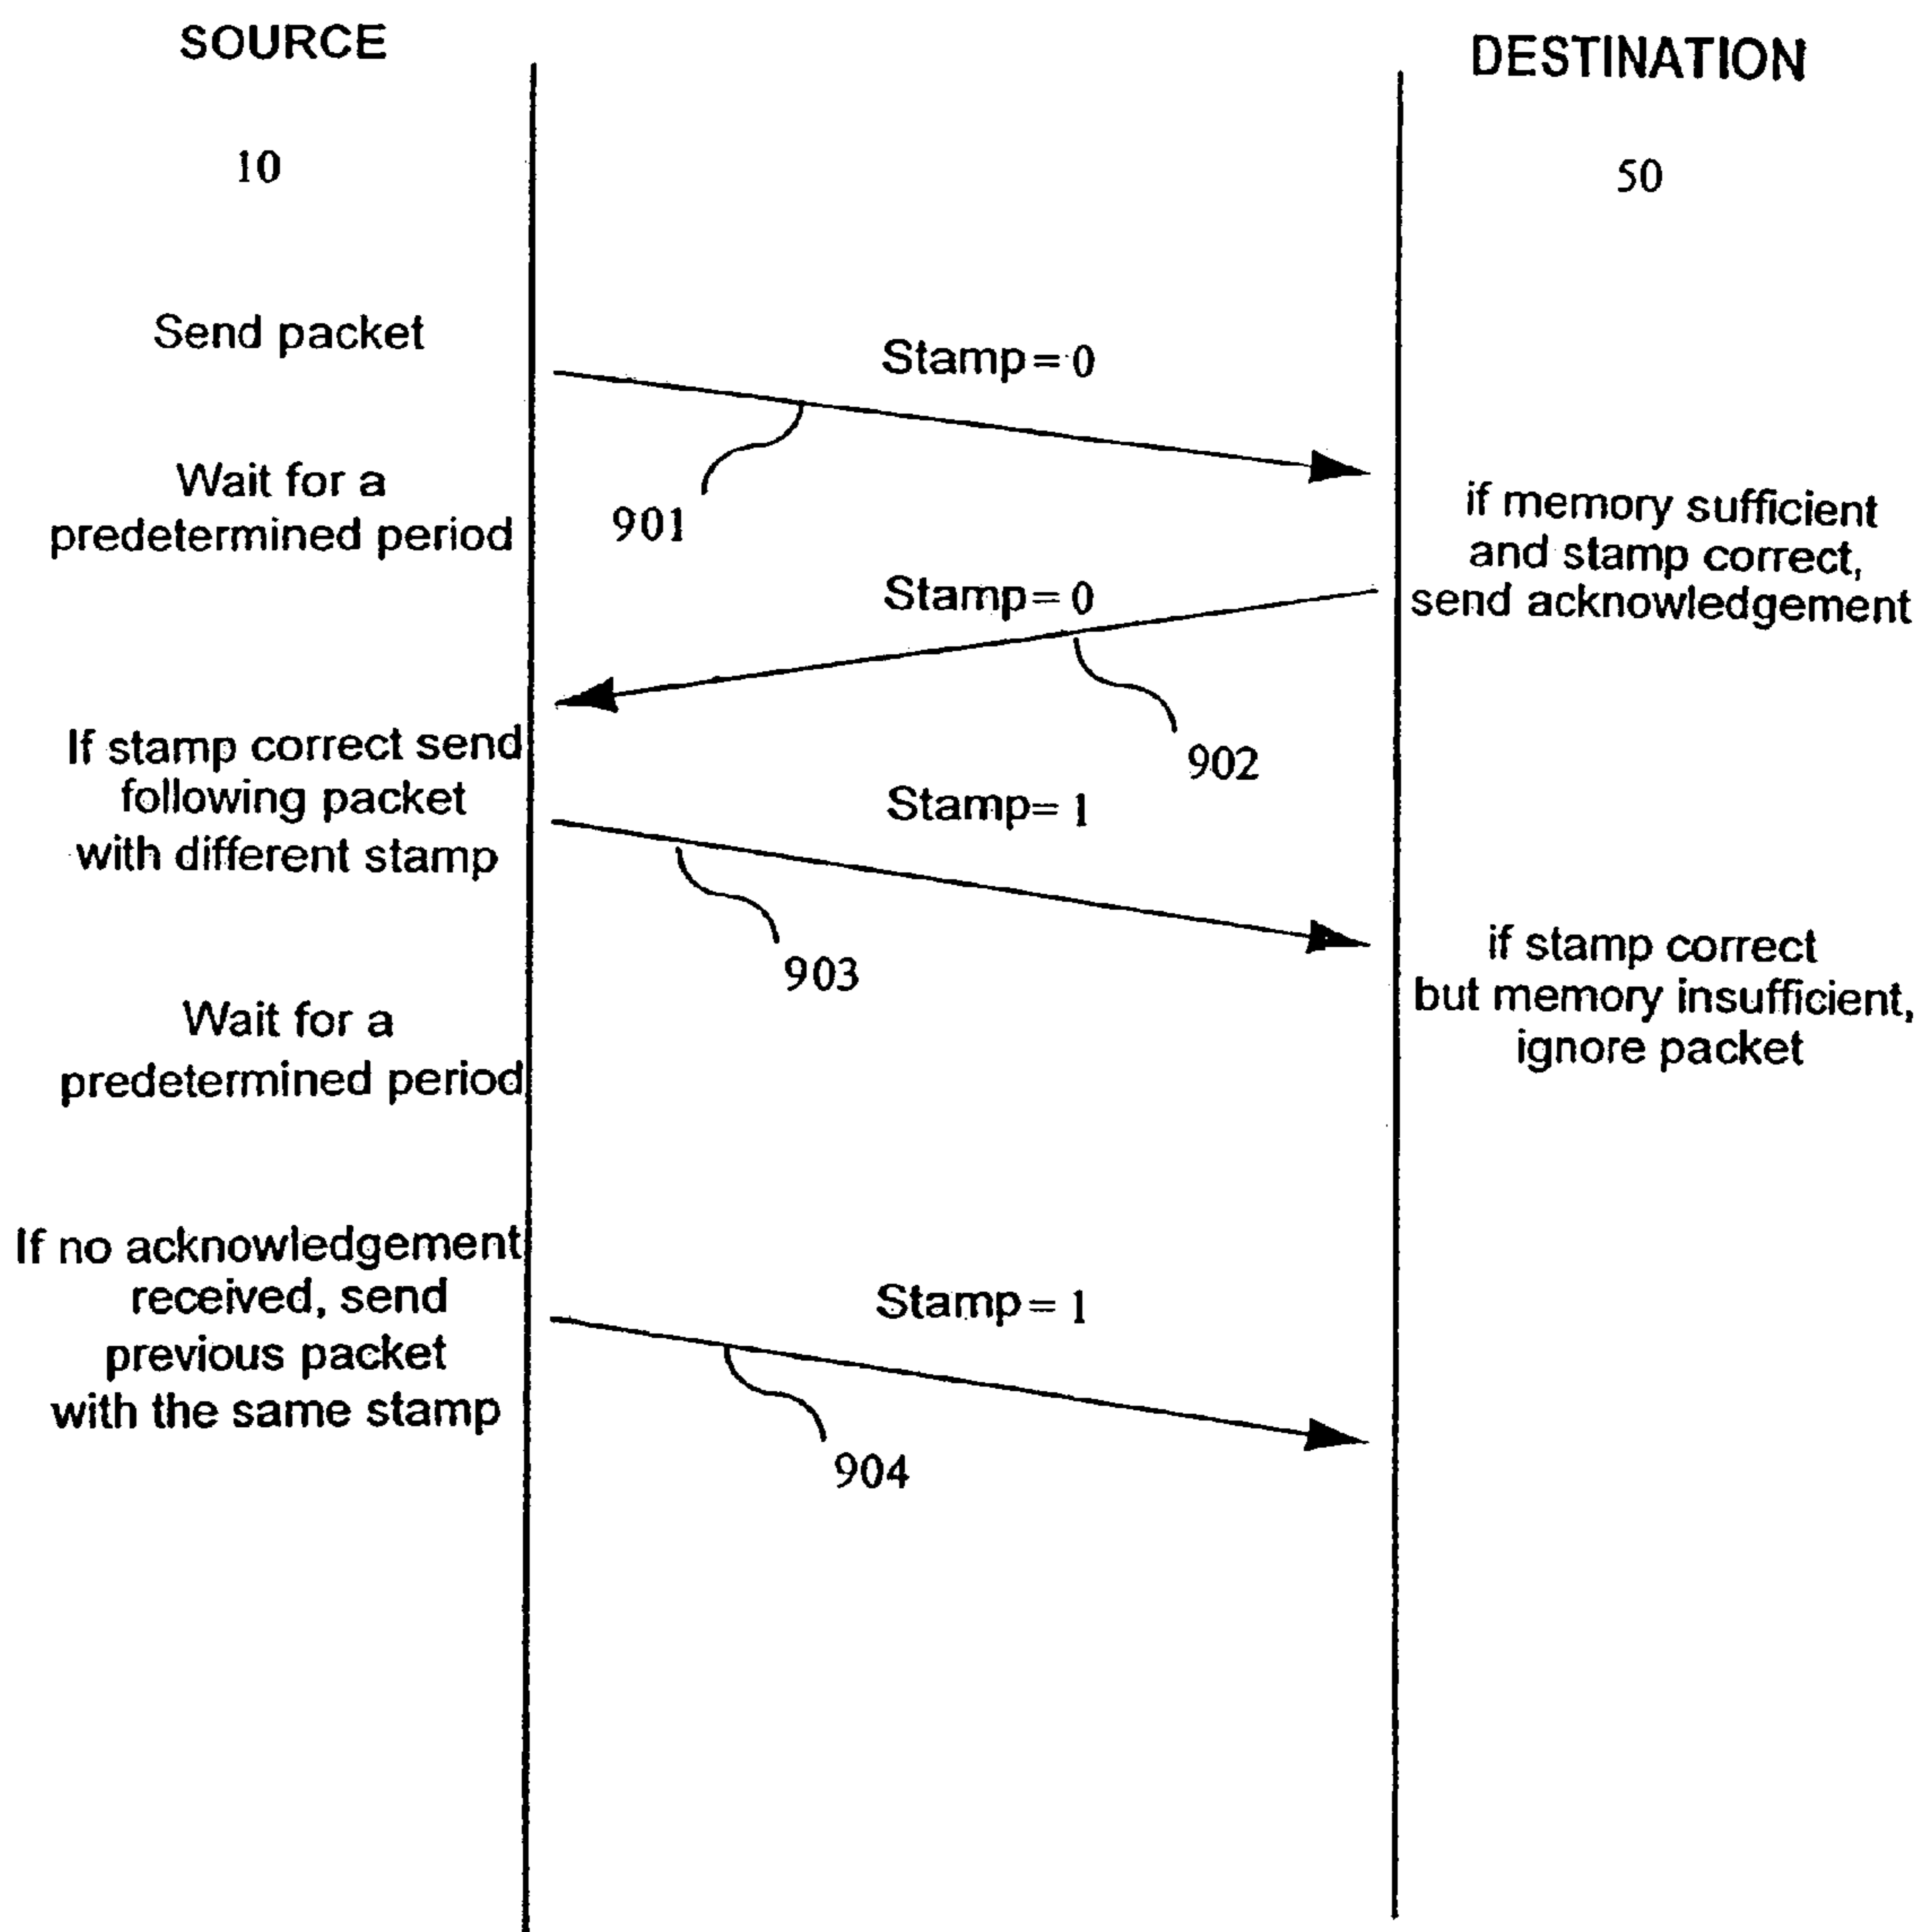 SOURCE
DESTINATION
10
50
Send packet
Stamp = 0
Wait for a
predetermined period
901
if memory sufficient
and stamp correct,
send acknowledgement
Stamp = 0
902
If stamp correct send
following packet
with different stamp
Stamp = 1
903
if stamp correct
but memory insufficient,
ignore packet
Wait for a
predetermined period
If no acknowledgement
received, send
previous packet
with the same stamp
Stamp = 1
904